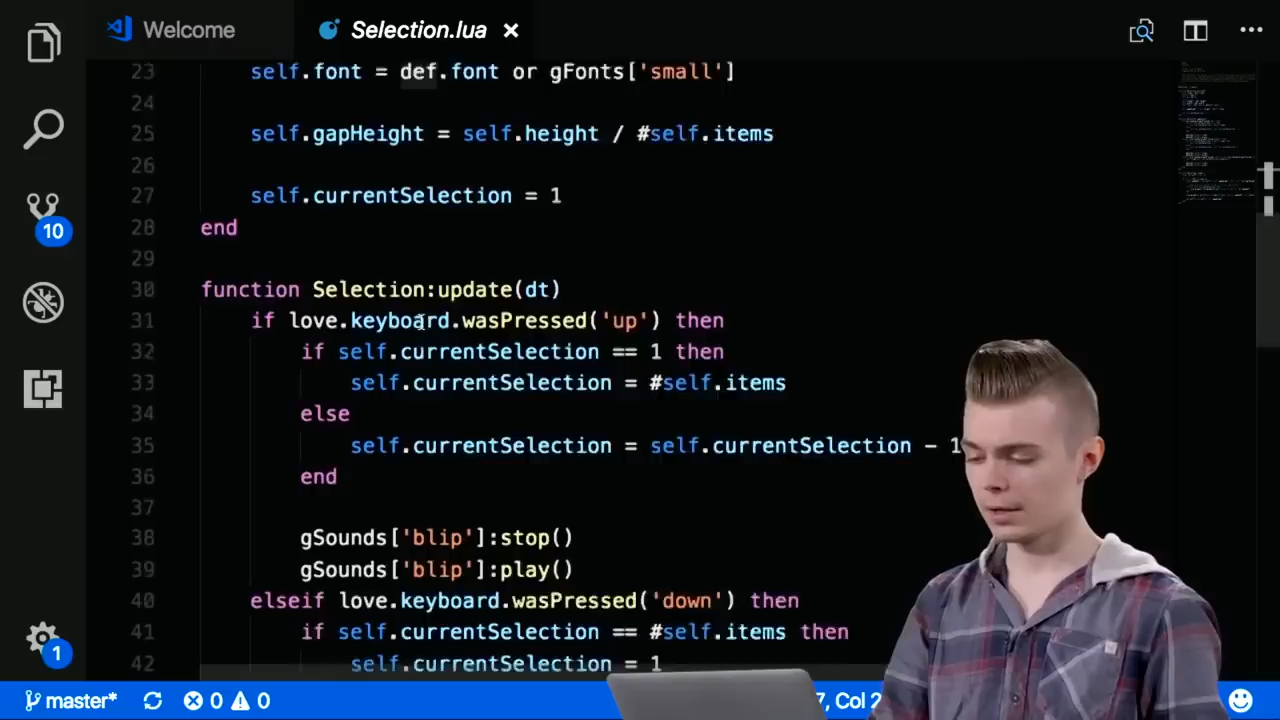 Welcome
Selection.lua
23 self.font = def.font or gFonts['small']
24
25 self.gapHeight = self.height / #self.items
26
27 self.currentSelection = 1
28 end
29
30 function Selection:update(dt)
31 if love.keyboard.wasPressed('up') then
32 if self.currentSelection == 1 then
33 self.currentSelection = #self.items
34 else
35 self.currentSelection = self.currentSelection - 1
36 end
37
38 gSounds['blip']:stop()
39 gSounds['blip']:play()
40 elseif love.keyboard.wasPressed('down') then
41 if self.currentSelection == #self.items then
42 self.currentSelection = 1
10
1
master* 0 0 7, Col 2